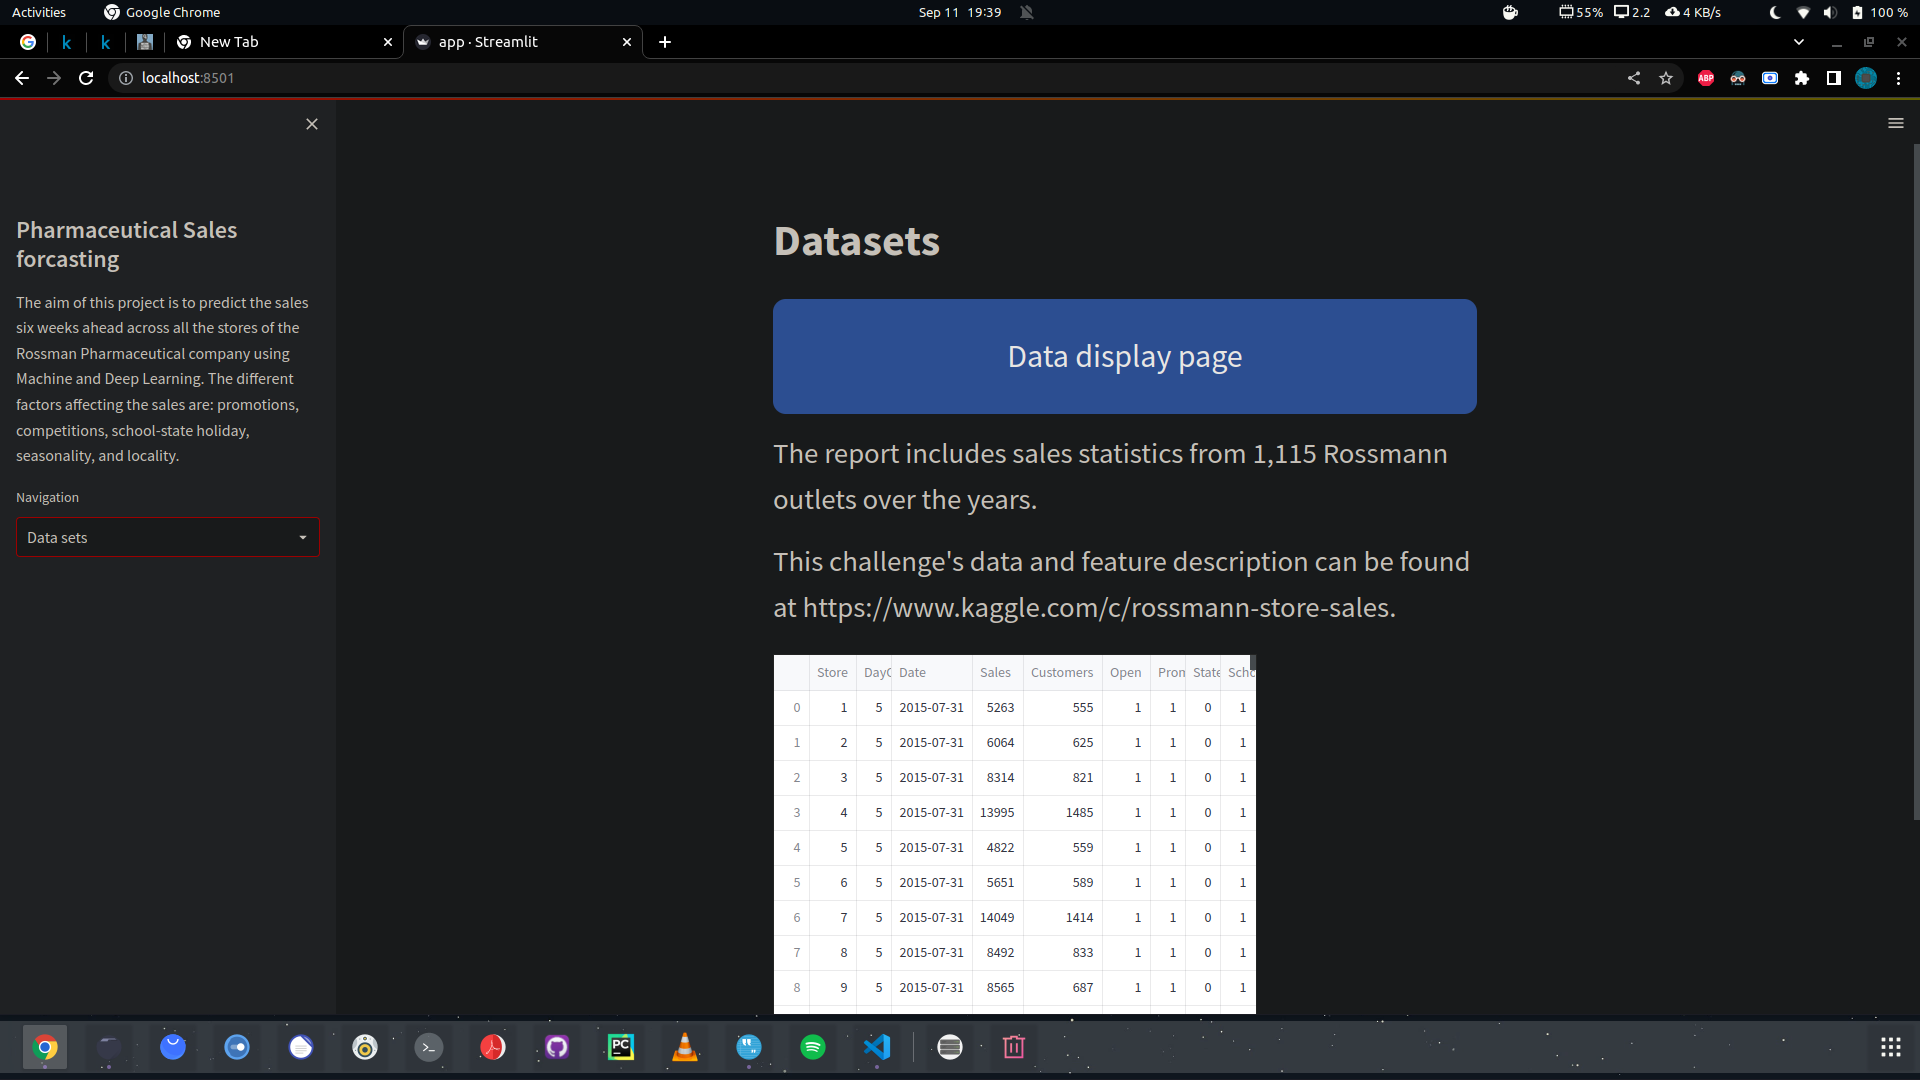 Activities Google Chrome Sep 11 19:39 55% 2.2 4 KB/s 100 %
New Tab app · Streamlit
localhost:8501 ABP
Pharmaceutical Sales
forcasting
The aim of this project is to predict the sales
six weeks ahead across all the stores of the
Rossman Pharmaceutical company using
Machine and Deep Learning. The different
factors affecting the sales are: promotions,
competitions, school-state holiday,
seasonality, and locality.
Navigation
Data sets
Datasets
Data display page
The report includes sales statistics from 1,115 Rossmann
outlets over the years.
This challenge's data and feature description can be found
at https://www.kaggle.com/c/rossmann-store-sales.
Store Day Date Sales Customers Open Pron State Scho
0 1 5 2015-07-31 5263 555 1 1 0 1
1 2 5 2015-07-31 6064 625 1 1 0 1
2 3 5 2015-07-31 8314 821 1 1 0 1
3 4 5 2015-07-31 13995 1485 1 1 0 1
4 5 5 2015-07-31 4822 559 1 1 0 1
5 6 5 2015-07-31 5651 589 1 1 0 1
6 7 5 2015-07-31 14049 1414 1 1 0 1
7 8 5 2015-07-31 8492 833 1 1 0 1
8 9 5 2015-07-31 8565 687 1 1 0 1
PC